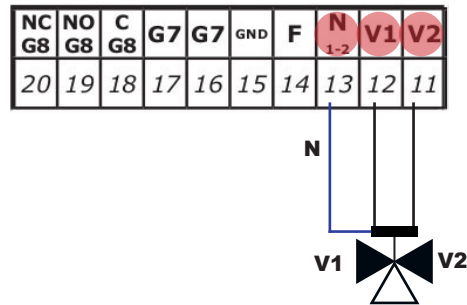 NC NO C G7 G7 GND F N V1 V2
G8 G8 G8 1-2
20 19 18 17 16 15 14 13 12 11
N
V1 V2